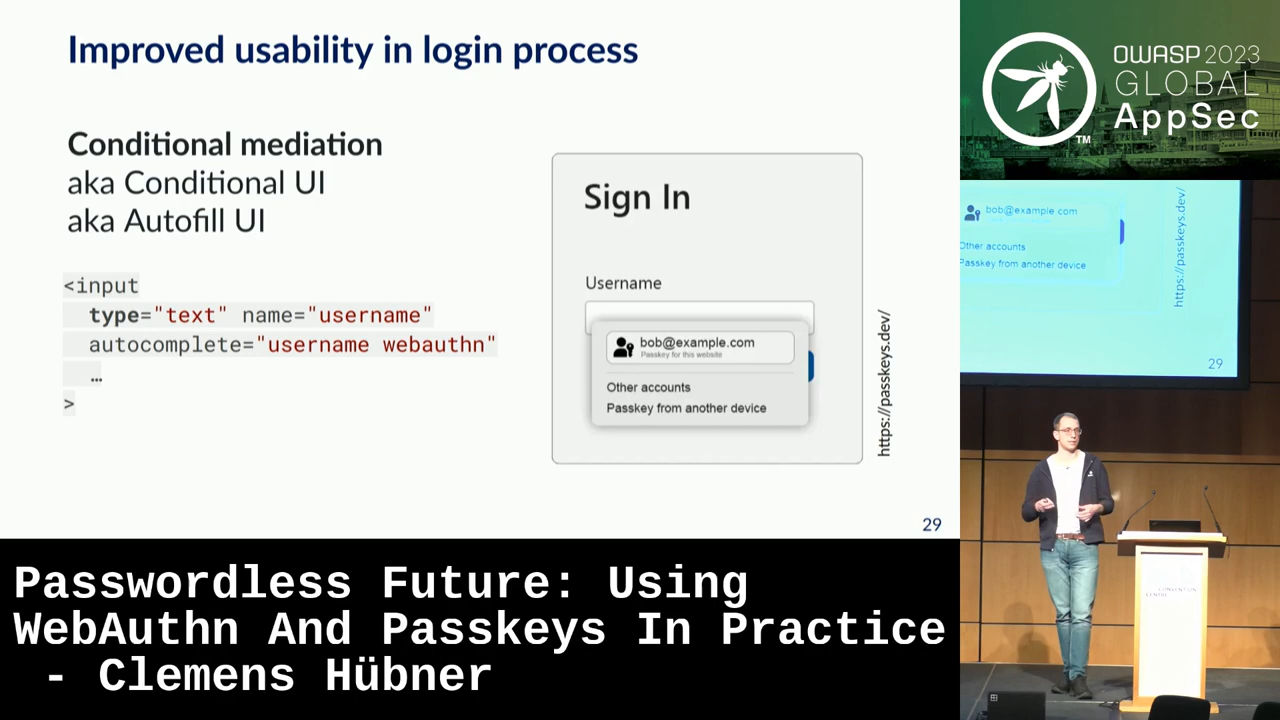 Improved usability in login process
Conditional mediation
aka Conditional UI
aka Autofill UI
<input
type="text" name="username"
autocomplete="username webauthn"
…
>
Sign In
Username
bob@example.com
Passkey for this website
Other accounts
Passkey from another device
https://passkeys.dev/
29
OWASP 2023
GLOBAL
AppSec
TM
bob@example.com
Other accounts
Passkey from another device
https://passkeys.dev/
29
CONVENTION
CENTRE
Passwordless Future: Using
WebAuthn And Passkeys In Practice
- Clemens Hübner